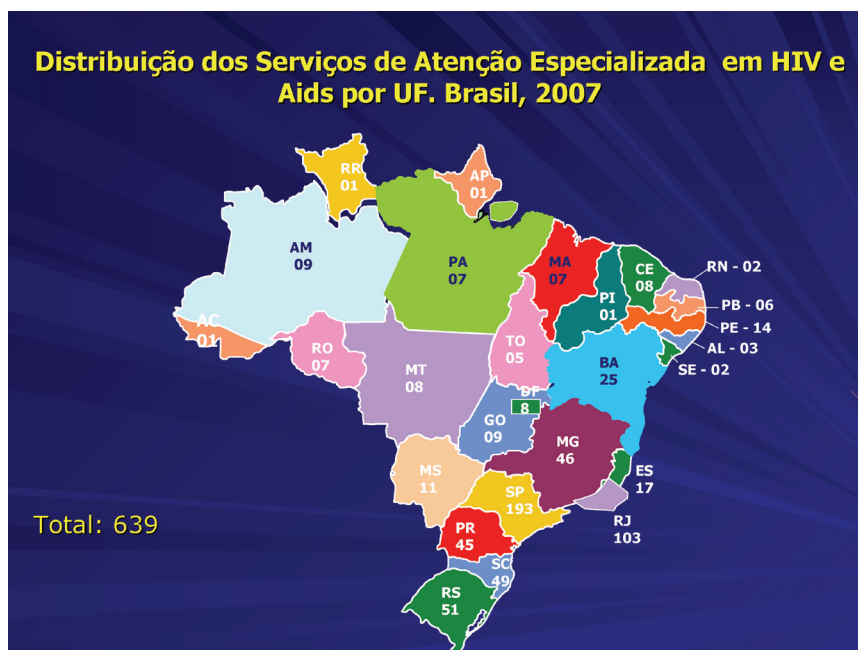 Distribuição dos Serviços de Atenção Especializada em HIV e
Aids por UF. Brasil, 2007
RR
01
AP
01
AM
09
PA
07
MA
07
CE
08
RN - 02
PI
01
PB - 06
PE - 14
AC
01
RO
07
TO
05
AL - 03
SE - 02
MT
08
BA
25
DF
8
GO
09
MG
46
MS
11
ES
17
SP
193
RJ
103
Total: 639
PR
45
SC
49
RS
51